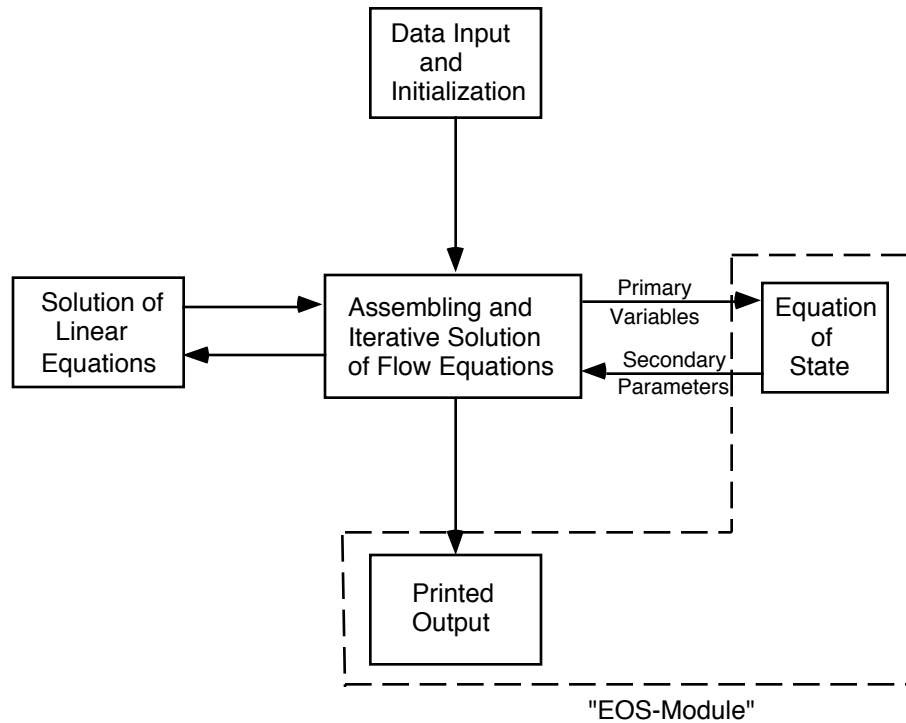 Data Input
and
Initialization
Solution of
Linear
Equations
Assembling and
Iterative Solution
of Flow Equations
Primary
Variables
Secondary
Parameters
Equation
of
State
Printed
Output
"EOS-Module"